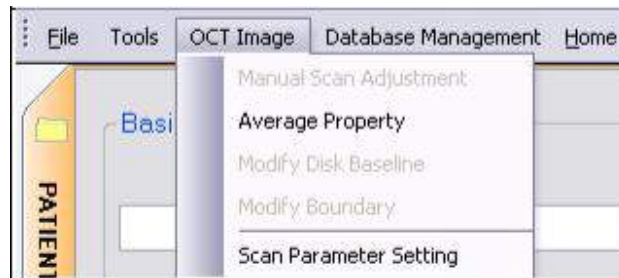 File Tools OCT Image Database Management Home
Manual Scan Adjustment
Average Property
Modify Disk Baseline
Modify Boundary
Scan Parameter Setting
Basi
PATIENT